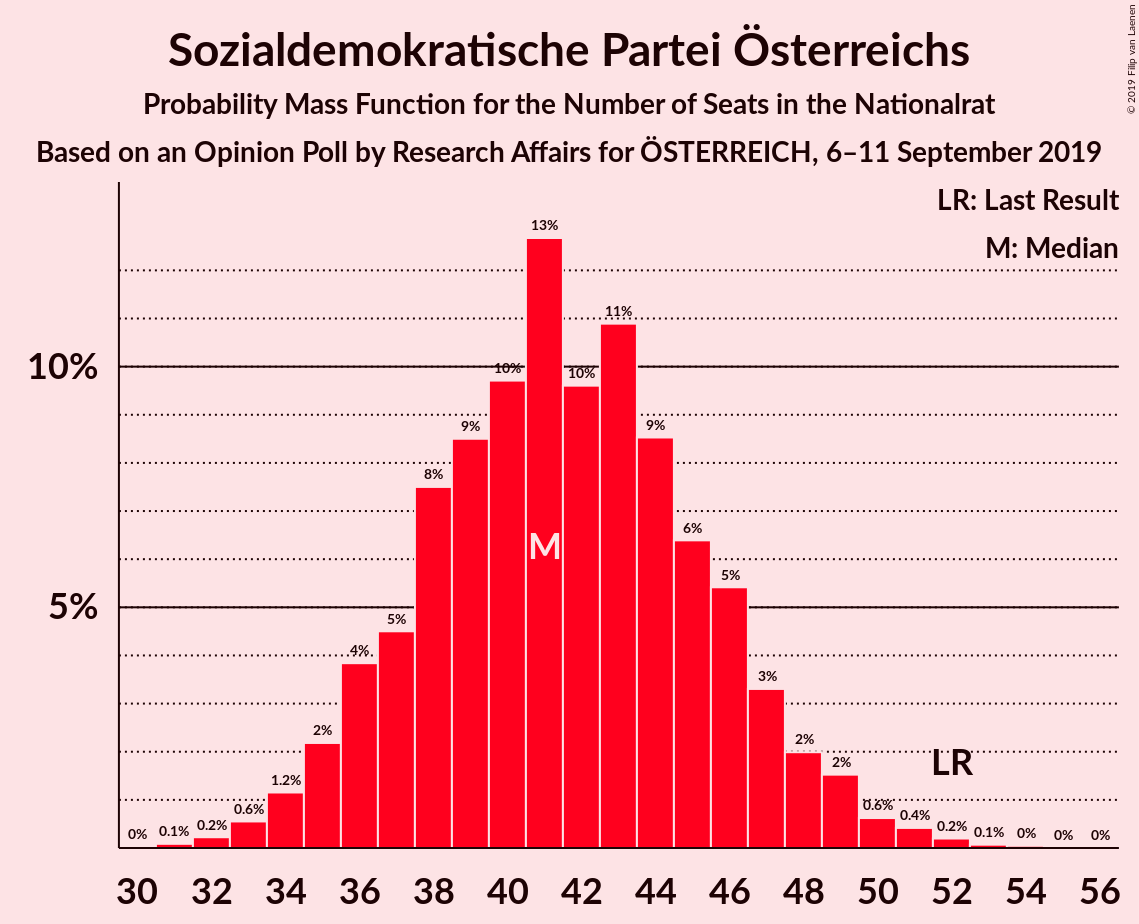 © 2019 Filip van Laenen
Sozialdemokratische Partei Österreichs
Probability Mass Function for the Number of Seats in the Nationalrat
Based on an Opinion Poll by Research Affairs for ÖSTERREICH, 6–11 September 2019
LR: Last Result
M: Median
10%
5%
0% 0.1% 0.2% 0.6% 1.2% 2% 4% 5% 8% 9% 10% 13% 10% 11% 9% 6% 5% 3% 2% 2% 0.6% 0.4% 0.2% 0.1% 0% 0% 0%
M
LR
30 32 34 36 38 40 42 44 46 48 50 52 54 56